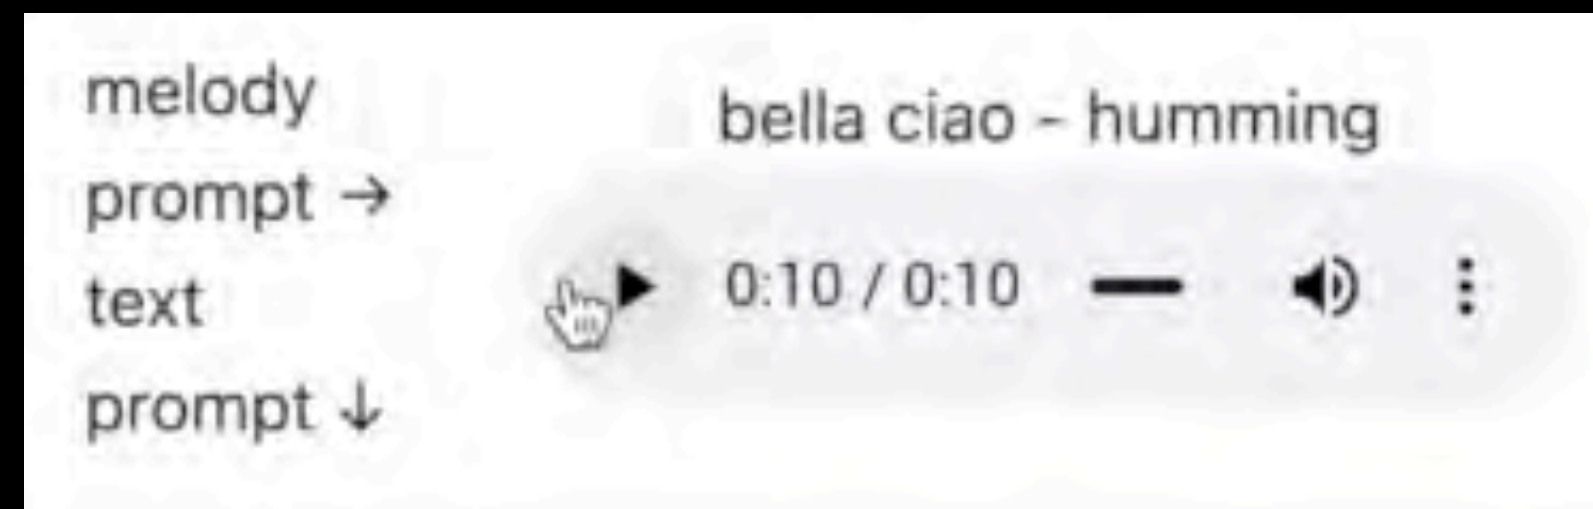 melody
prompt →
text
prompt ↓
bella ciao - humming
0:10 / 0:10